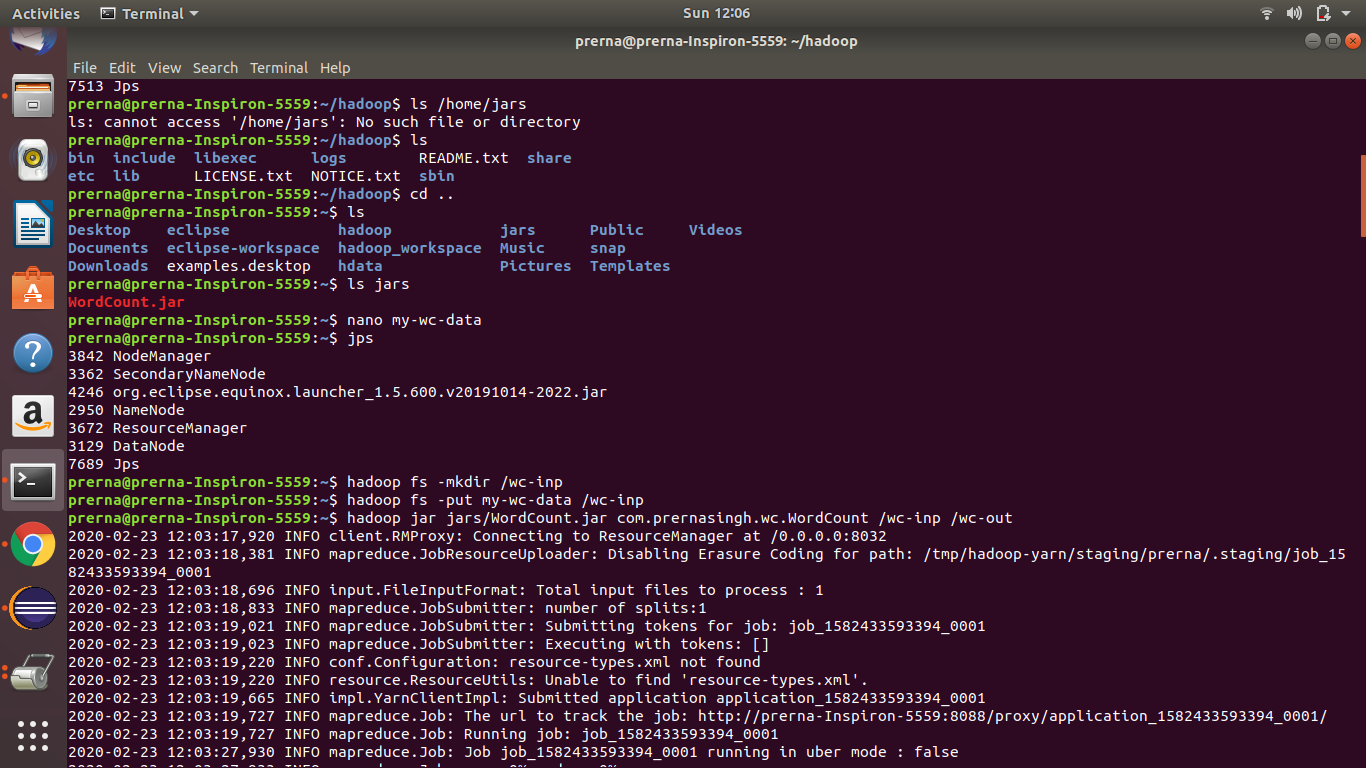 Activities Terminal Sun 12:06
prerna@prerna-Inspiron-5559: ~/hadoop
File Edit View Search Terminal Help
7513 Jps
prerna@prerna-Inspiron-5559:~/hadoop$ ls /home/jars
ls: cannot access '/home/jars': No such file or directory
prerna@prerna-Inspiron-5559:~/hadoop$ ls
bin include libexec logs README.txt share
etc lib LICENSE.txt NOTICE.txt sbin
prerna@prerna-Inspiron-5559:~/hadoop$ cd ..
prerna@prerna-Inspiron-5559:~$ ls
Desktop eclipse hadoop jars Public Videos
Documents eclipse-workspace hadoop_workspace Music snap
Downloads examples.desktop hdata Pictures Templates
prerna@prerna-Inspiron-5559:~$ ls jars
WordCount.jar
prerna@prerna-Inspiron-5559:~$ nano my-wc-data
prerna@prerna-Inspiron-5559:~$ jps
3842 NodeManager
3362 SecondaryNameNode
4246 org.eclipse.equinox.launcher_1.5.600.v20191014-2022.jar
2950 NameNode
3672 ResourceManager
3129 DataNode
7689 Jps
prerna@prerna-Inspiron-5559:~$ hadoop fs -mkdir /wc-inp
prerna@prerna-Inspiron-5559:~$ hadoop fs -put my-wc-data /wc-inp
prerna@prerna-Inspiron-5559:~$ hadoop jar jars/WordCount.jar com.prernasingh.wc.WordCount /wc-inp /wc-out
2020-02-23 12:03:17,920 INFO client.RMProxy: Connecting to ResourceManager at /0.0.0.0:8032
2020-02-23 12:03:18,381 INFO mapreduce.JobResourceUploader: Disabling Erasure Coding for path: /tmp/hadoop-yarn/staging/prerna/.staging/job_15
82433593394_0001
2020-02-23 12:03:18,696 INFO input.FileInputFormat: Total input files to process : 1
2020-02-23 12:03:18,833 INFO mapreduce.JobSubmitter: number of splits:1
2020-02-23 12:03:19,021 INFO mapreduce.JobSubmitter: Submitting tokens for job: job_1582433593394_0001
2020-02-23 12:03:19,023 INFO mapreduce.JobSubmitter: Executing with tokens: []
2020-02-23 12:03:19,220 INFO conf.Configuration: resource-types.xml not found
2020-02-23 12:03:19,220 INFO resource.ResourceUtils: Unable to find 'resource-types.xml'.
2020-02-23 12:03:19,665 INFO impl.YarnClientImpl: Submitted application application_1582433593394_0001
2020-02-23 12:03:19,727 INFO mapreduce.Job: The url to track the job: http://prerna-Inspiron-5559:8088/proxy/application_1582433593394_0001/
2020-02-23 12:03:19,727 INFO mapreduce.Job: Running job: job_1582433593394_0001
2020-02-23 12:03:27,930 INFO mapreduce.Job: Job job_1582433593394_0001 running in uber mode : false